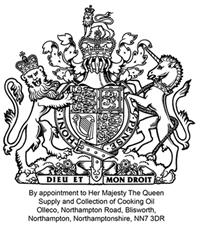 DIEU ET MON DROIT
By appointment to Her Majesty The Queen
Supply and Collection of Cooking Oil
Olleco, Northampton Road, Blisworth,
Northampton, Northamptonshire, NN7 3DR